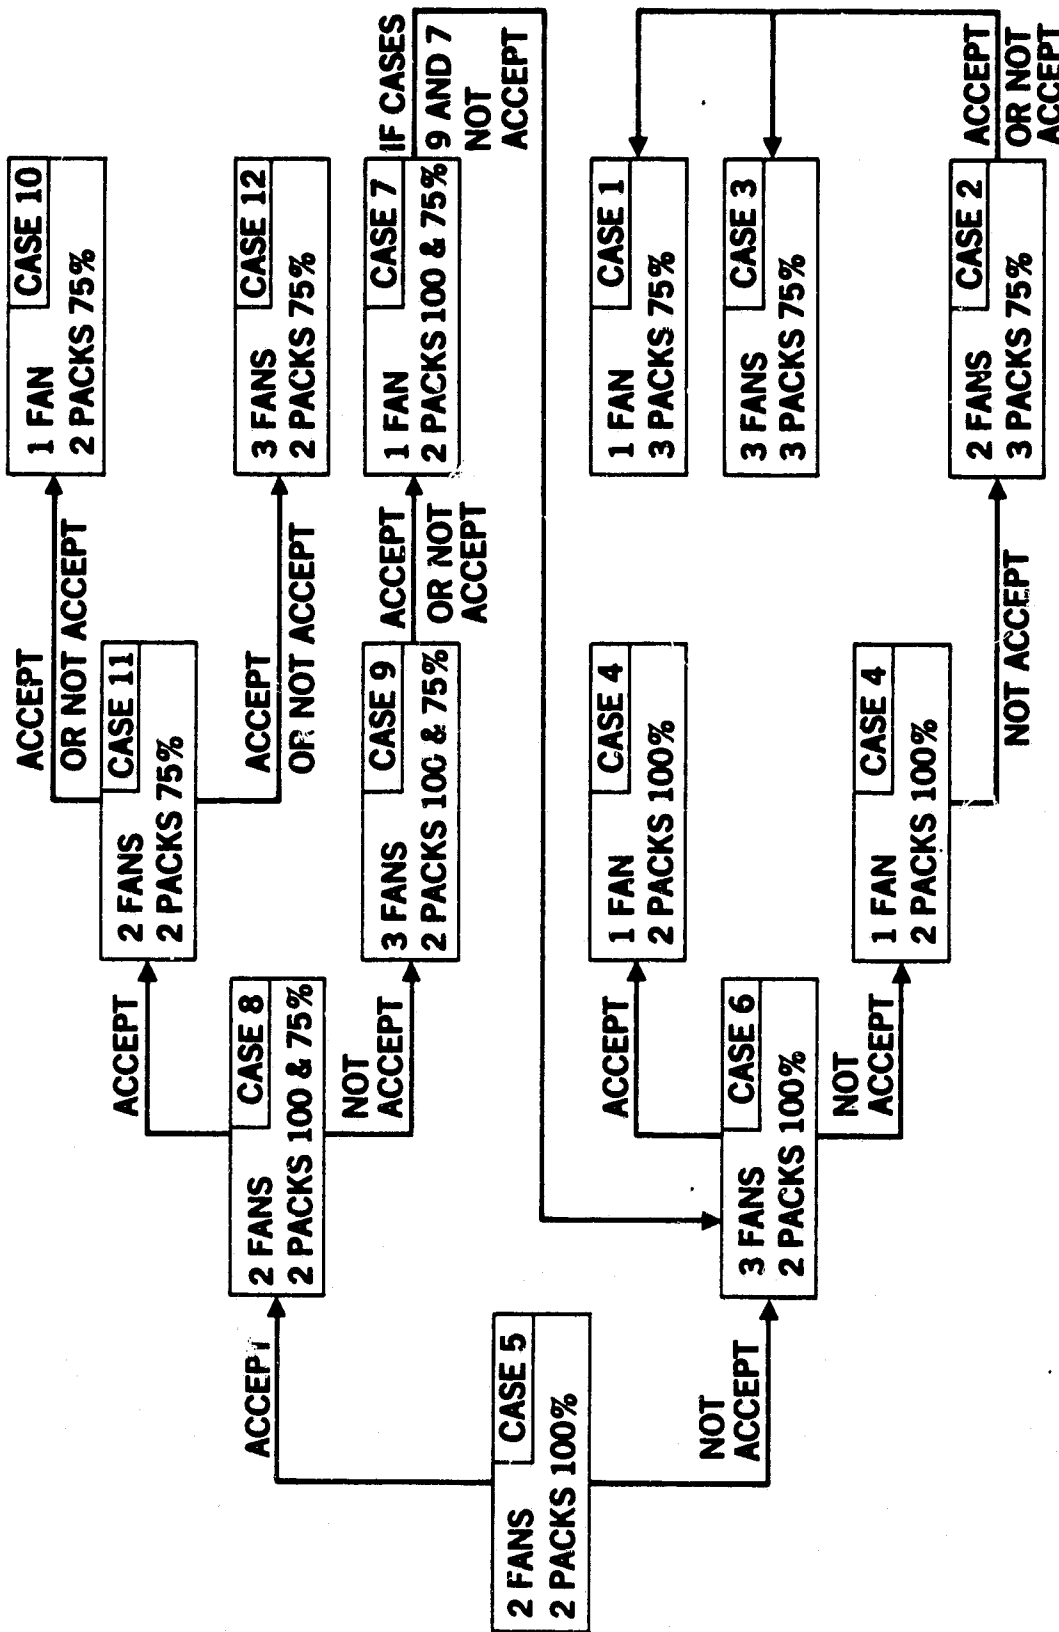 2 FANS
CASE 5
2 PACKS 100%
ACCEPT
NOT
ACCEPT
2 FANS
CASE 8
2 PACKS 100 & 75%
ACCEPT
NOT
ACCEPT
3 FANS
CASE 6
2 PACKS 100%
ACCEPT
NOT
ACCEPT
2 FANS
CASE 11
2 PACKS 75%
ACCEPT
OR NOT ACCEPT
ACCEPT
OR NOT ACCEPT
3 FANS
CASE 9
2 PACKS 100 & 75%
ACCEPT
OR NOT
ACCEPT
1 FAN
CASE 4
2 PACKS 100%
1 FAN
CASE 4
2 PACKS 100%
NOT ACCEPT
1 FAN
CASE 10
2 PACKS 75%
3 FANS
CASE 12
2 PACKS 75%
1 FAN
CASE 7
2 PACKS 100 & 75%
IF CASES
9 AND 7
NOT
ACCEPT
1 FAN
CASE 1
3 PACKS 75%
3 FANS
CASE 3
3 PACKS 75%
2 FANS
CASE 2
3 PACKS 75%
ACCEPT
OR NOT
ACCEPT